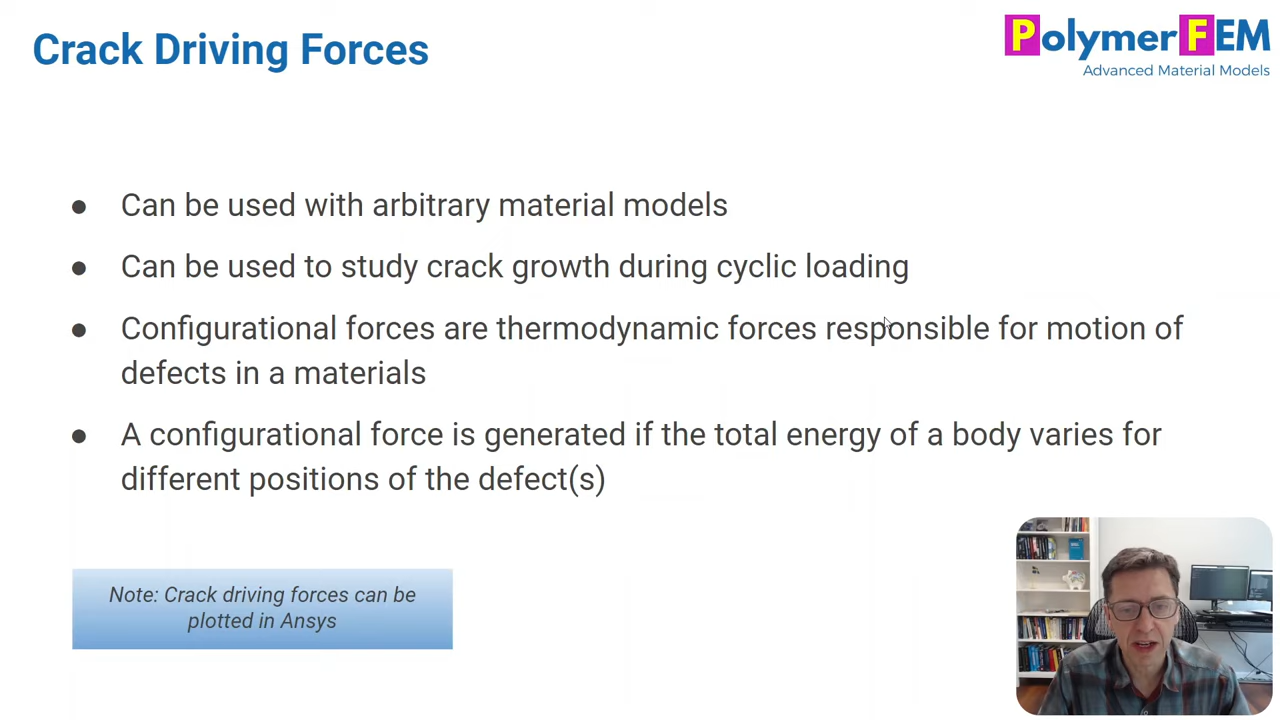 Crack Driving Forces
PolymerFEM
Advanced Material Models
● Can be used with arbitrary material models
● Can be used to study crack growth during cyclic loading
● Configurational forces are thermodynamic forces responsible for motion of
defects in a materials
● A configurational force is generated if the total energy of a body varies for
different positions of the defect(s)
Note: Crack driving forces can be
plotted in Ansys